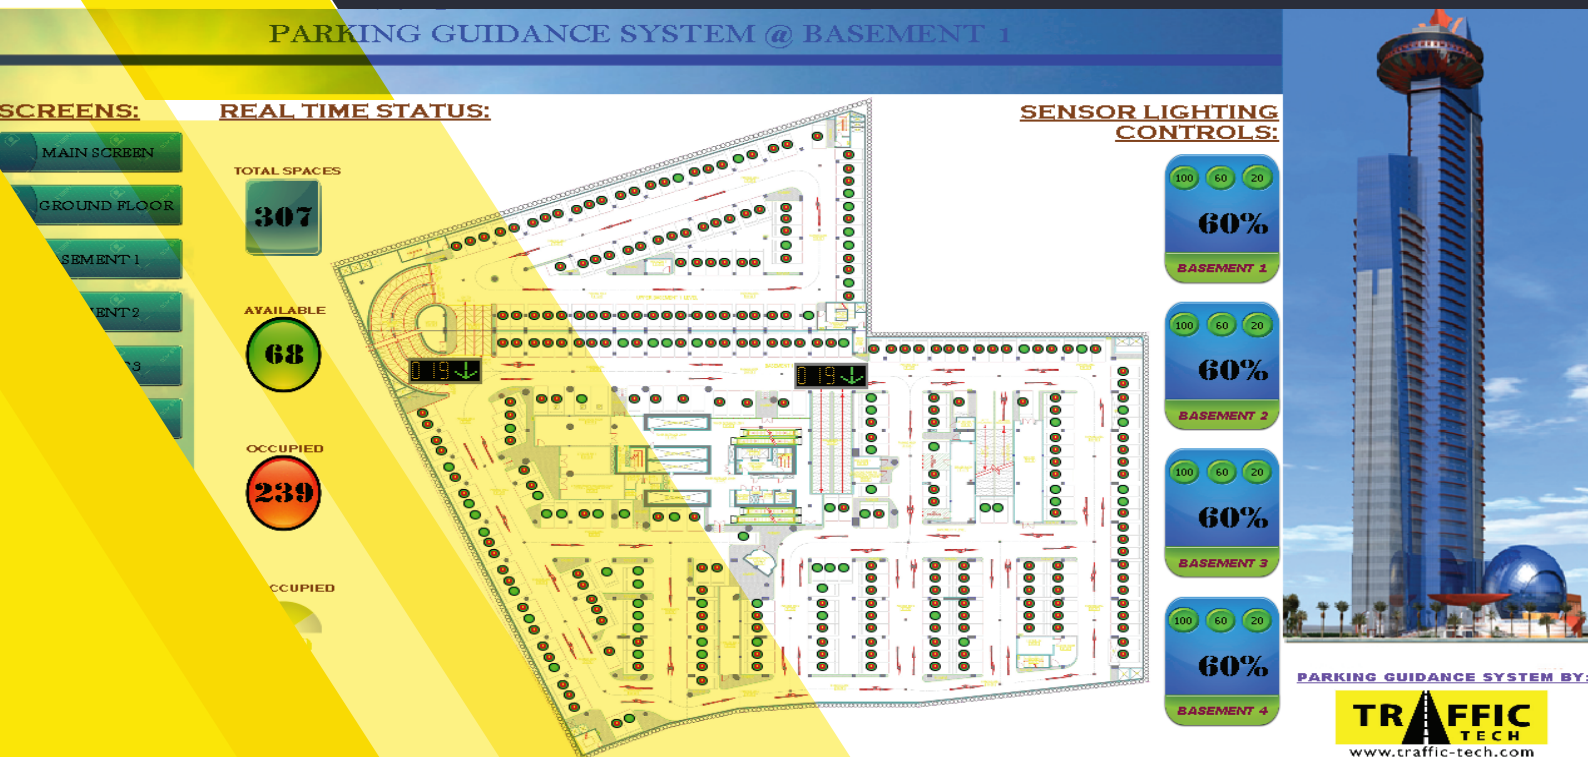 PARKING GUIDANCE SYSTEM @ BASEMENT 1
SCREENS:
MAIN SCREEN
GROUND FLOOR
SEMENT 1
ENT 2
3
REAL TIME STATUS:
TOTAL SPACES
307
AVAILABLE
68
OCCUPIED
239
CCUPIED
019
019
SENSOR LIGHTING
CONTROLS:
100 60 20
60%
BASEMENT 1
100 60 20
60%
BASEMENT 2
100 60 20
60%
BASEMENT 3
100 60 20
60%
BASEMENT 4
PARKING GUIDANCE SYSTEM BY:
TRAFFIC
TECH
www.traffic-tech.com